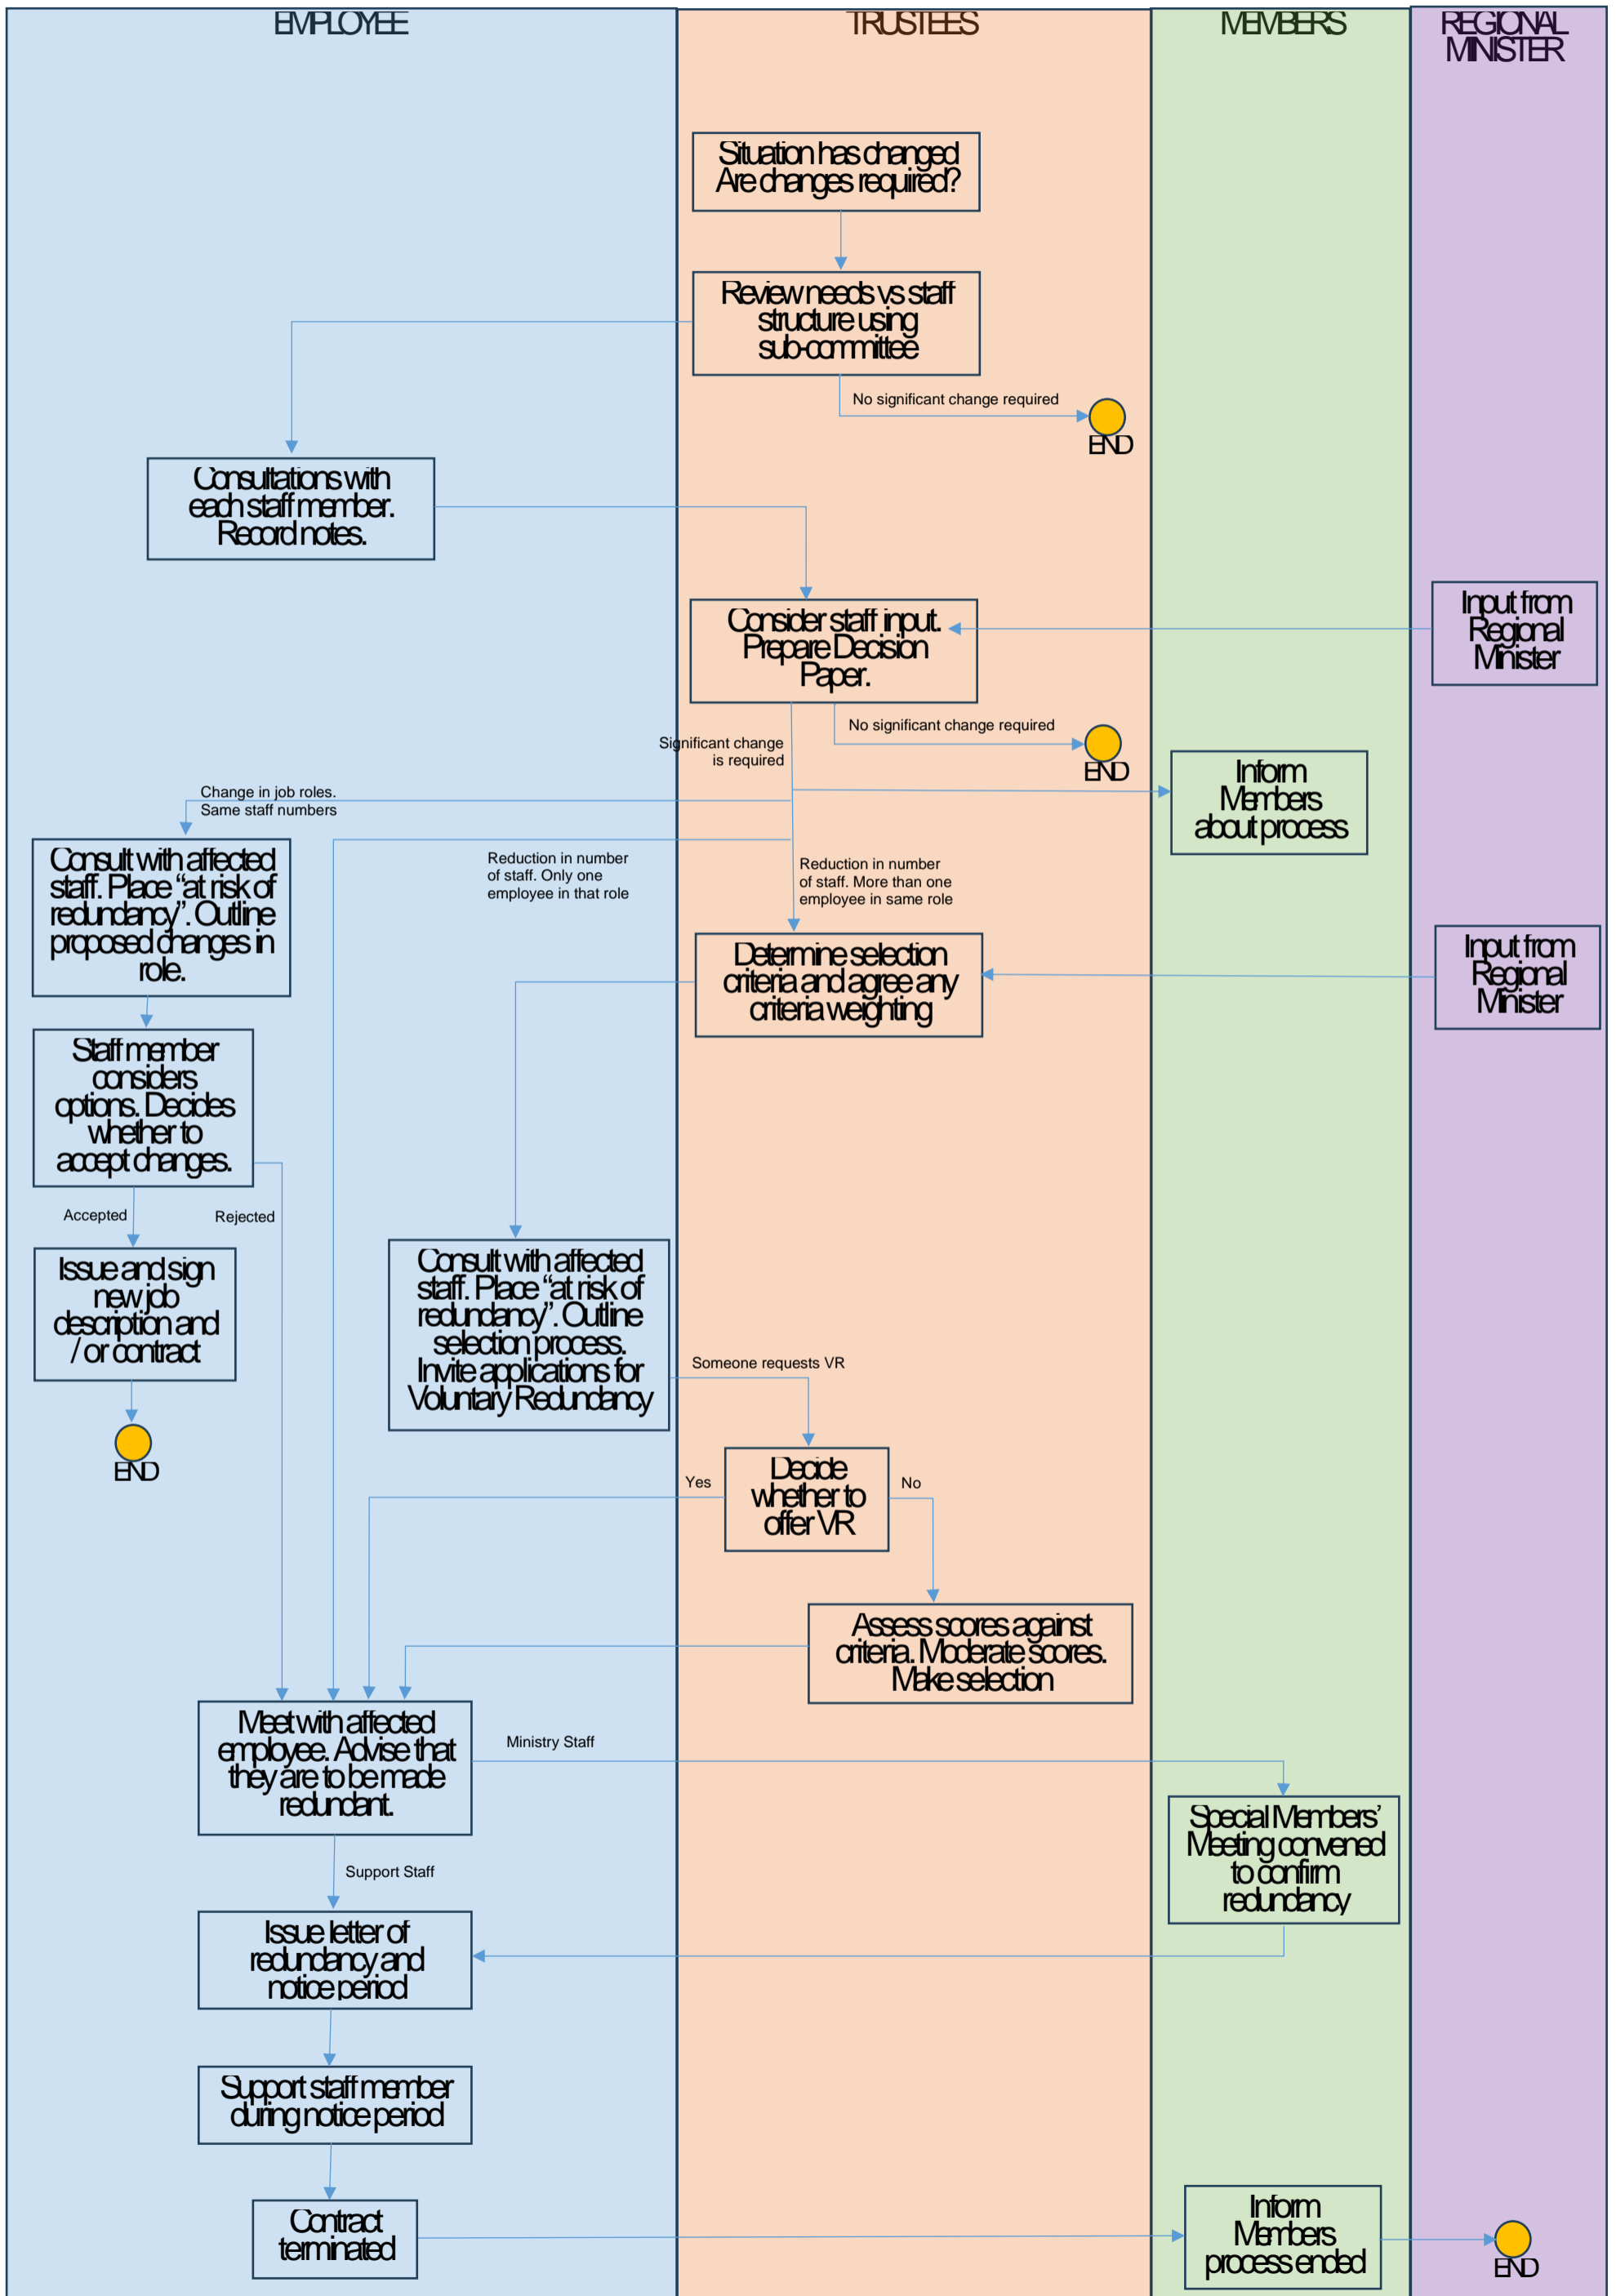 EMPLOYEE
TRUSTEES
MEMBERS
REGIONAL
MINISTER
Situation has changed
Are changes required?
Review needs vs staff
structure using
sub-committee
No significant change required
END
Consultations with
each staff member.
Record notes.
Consider staff input.
Prepare Decision
Paper.
Input from
Regional
Minister
No significant change required
END
Significant change
is required
Inform
Members
about process
Change in job roles.
Same staff numbers
Reduction in number
of staff. Only one
employee in that role
Reduction in number
of staff. More than one
employee in same role
Consult with affected
staff. Place “at risk of
redundancy”. Outline
proposed changes in
role.
Determine selection
criteria and agree any
criteria weighting
Input from
Regional
Minister
Staff member
considers
options. Decides
whether to
accept changes.
Accepted
Rejected
Issue and sign
new job
description and
/ or contract
END
Consult with affected
staff. Place “at risk of
redundancy”. Outline
selection process.
Invite applications for
Voluntary Redundancy
Someone requests VR
Decide
whether to
offer VR
Yes
No
Assess scores against
criteria. Moderate scores.
Make selection
Meet with affected
employee. Advise that
they are to be made
redundant.
Ministry Staff
Special Members’
Meeting convened
to confirm
redundancy
Support Staff
Issue letter of
redundancy and
notice period
Support staff member
during notice period
Contract
terminated
Inform
Members
process ended
END